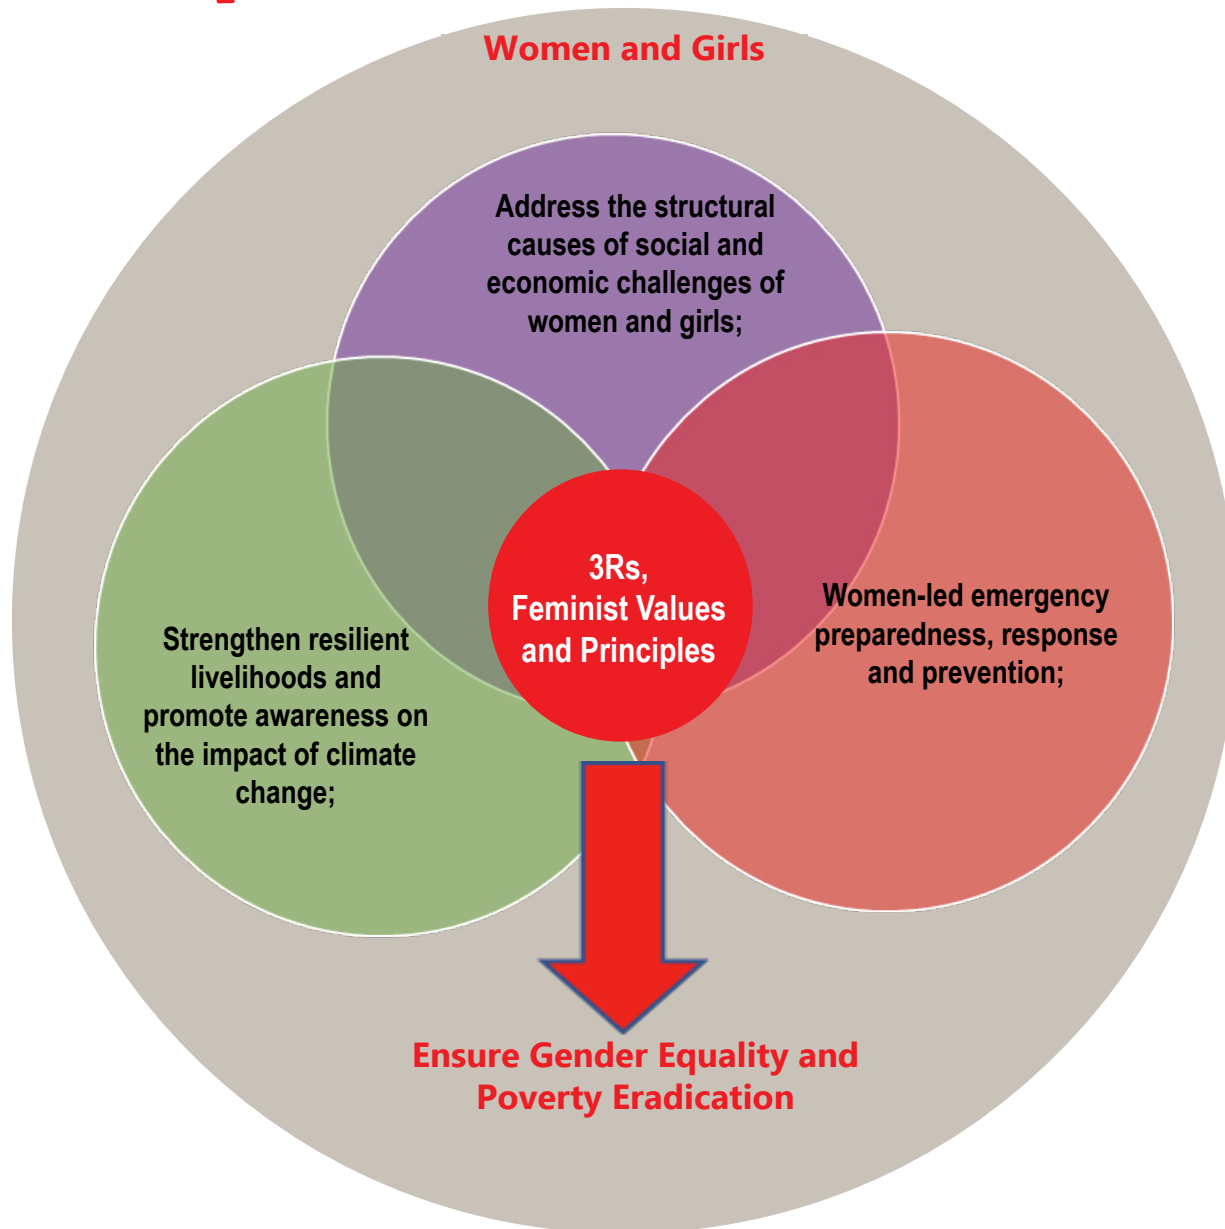 Women and Girls
Address the structural
causes of social and
economic challenges of
women and girls;
3Rs,
Feminist Values
and Principles
Women-led emergency
preparedness, response
and prevention;
Strengthen resilient
livelihoods and
promote awareness on
the impact of climate
change;
Ensure Gender Equality and
Poverty Eradication